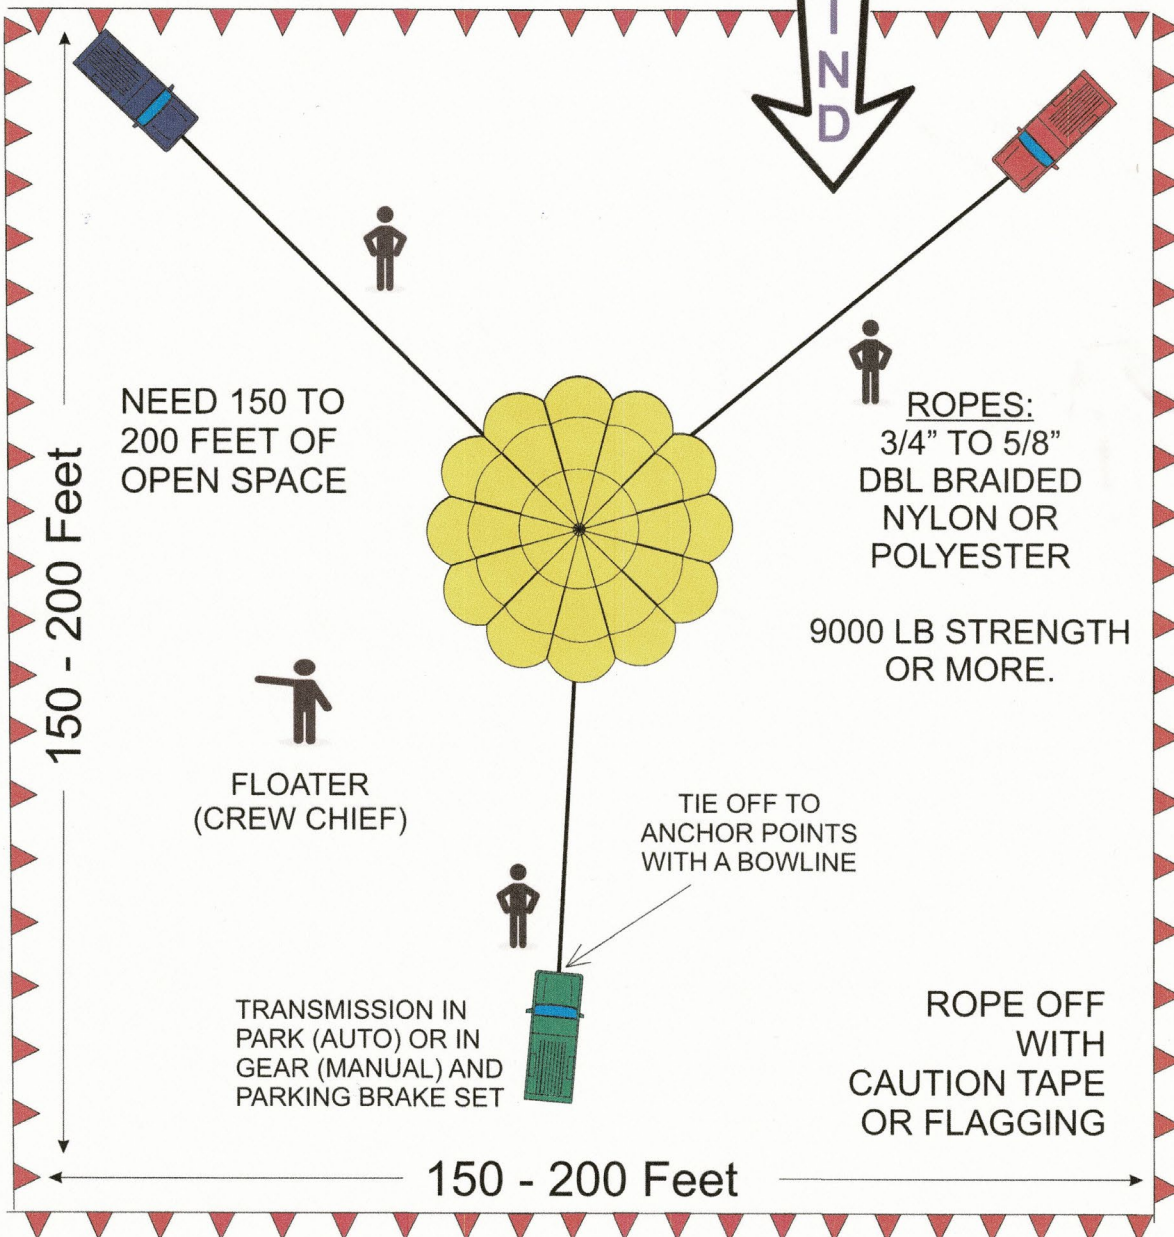 I
N
D
NEED 150 TO
200 FEET OF
OPEN SPACE
150 - 200 Feet
ROPES:
3/4” TO 5/8”
DBL BRAIDED
NYLON OR
POLYESTER
9000 LB STRENGTH
OR MORE.
FLOATER
(CREW CHIEF)
TIE OFF TO
ANCHOR POINTS
WITH A BOWLINE
TRANSMISSION IN
PARK (AUTO) OR IN
GEAR (MANUAL) AND
PARKING BRAKE SET
ROPE OFF
WITH
CAUTION TAPE
OR FLAGGING
150 - 200 Feet